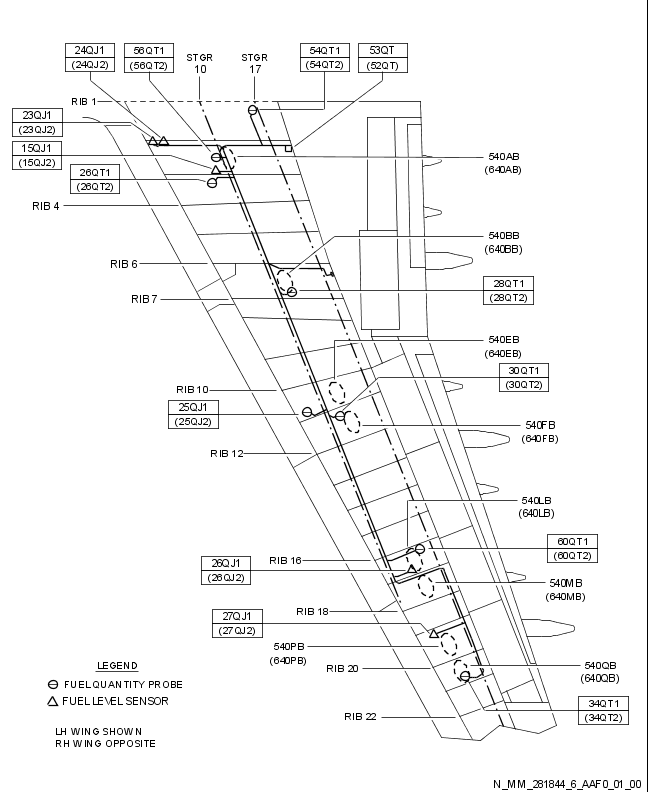 24QJ1
(24QJ2)
56QT1
(56QT2)
STGR
10
STGR
17
54QT1
(54QT2)
53QT
(52QT)
RIB 1
23QJ1
(23QJ2)
15QJ1
(15QJ2)
26QT1
(26QT2)
540AB
(640AB)
RIB 4
540BB
(640BB)
RIB 6
28QT1
(28QT2)
RIB 7
540EB
(640EB)
30QT1
(30QT2)
RIB 10
25QJ1
(25QJ2)
540FB
(640FB)
RIB 12
540LB
(640LB)
60QT1
(60QT2)
RIB 16
26QJ1
(26QJ2)
540MB
(640MB)
RIB 18
27QJ1
(27QJ2)
540PB
(640PB)
RIB 20
540QB
(640QB)
34QT1
(34QT2)
RIB 22
LEGEND
FUEL QUANTITY PROBE
FUEL LEVEL SENSOR
LH WING SHOWN
RH WING OPPOSITE
N_MM_281844_6_AAF0_01_00